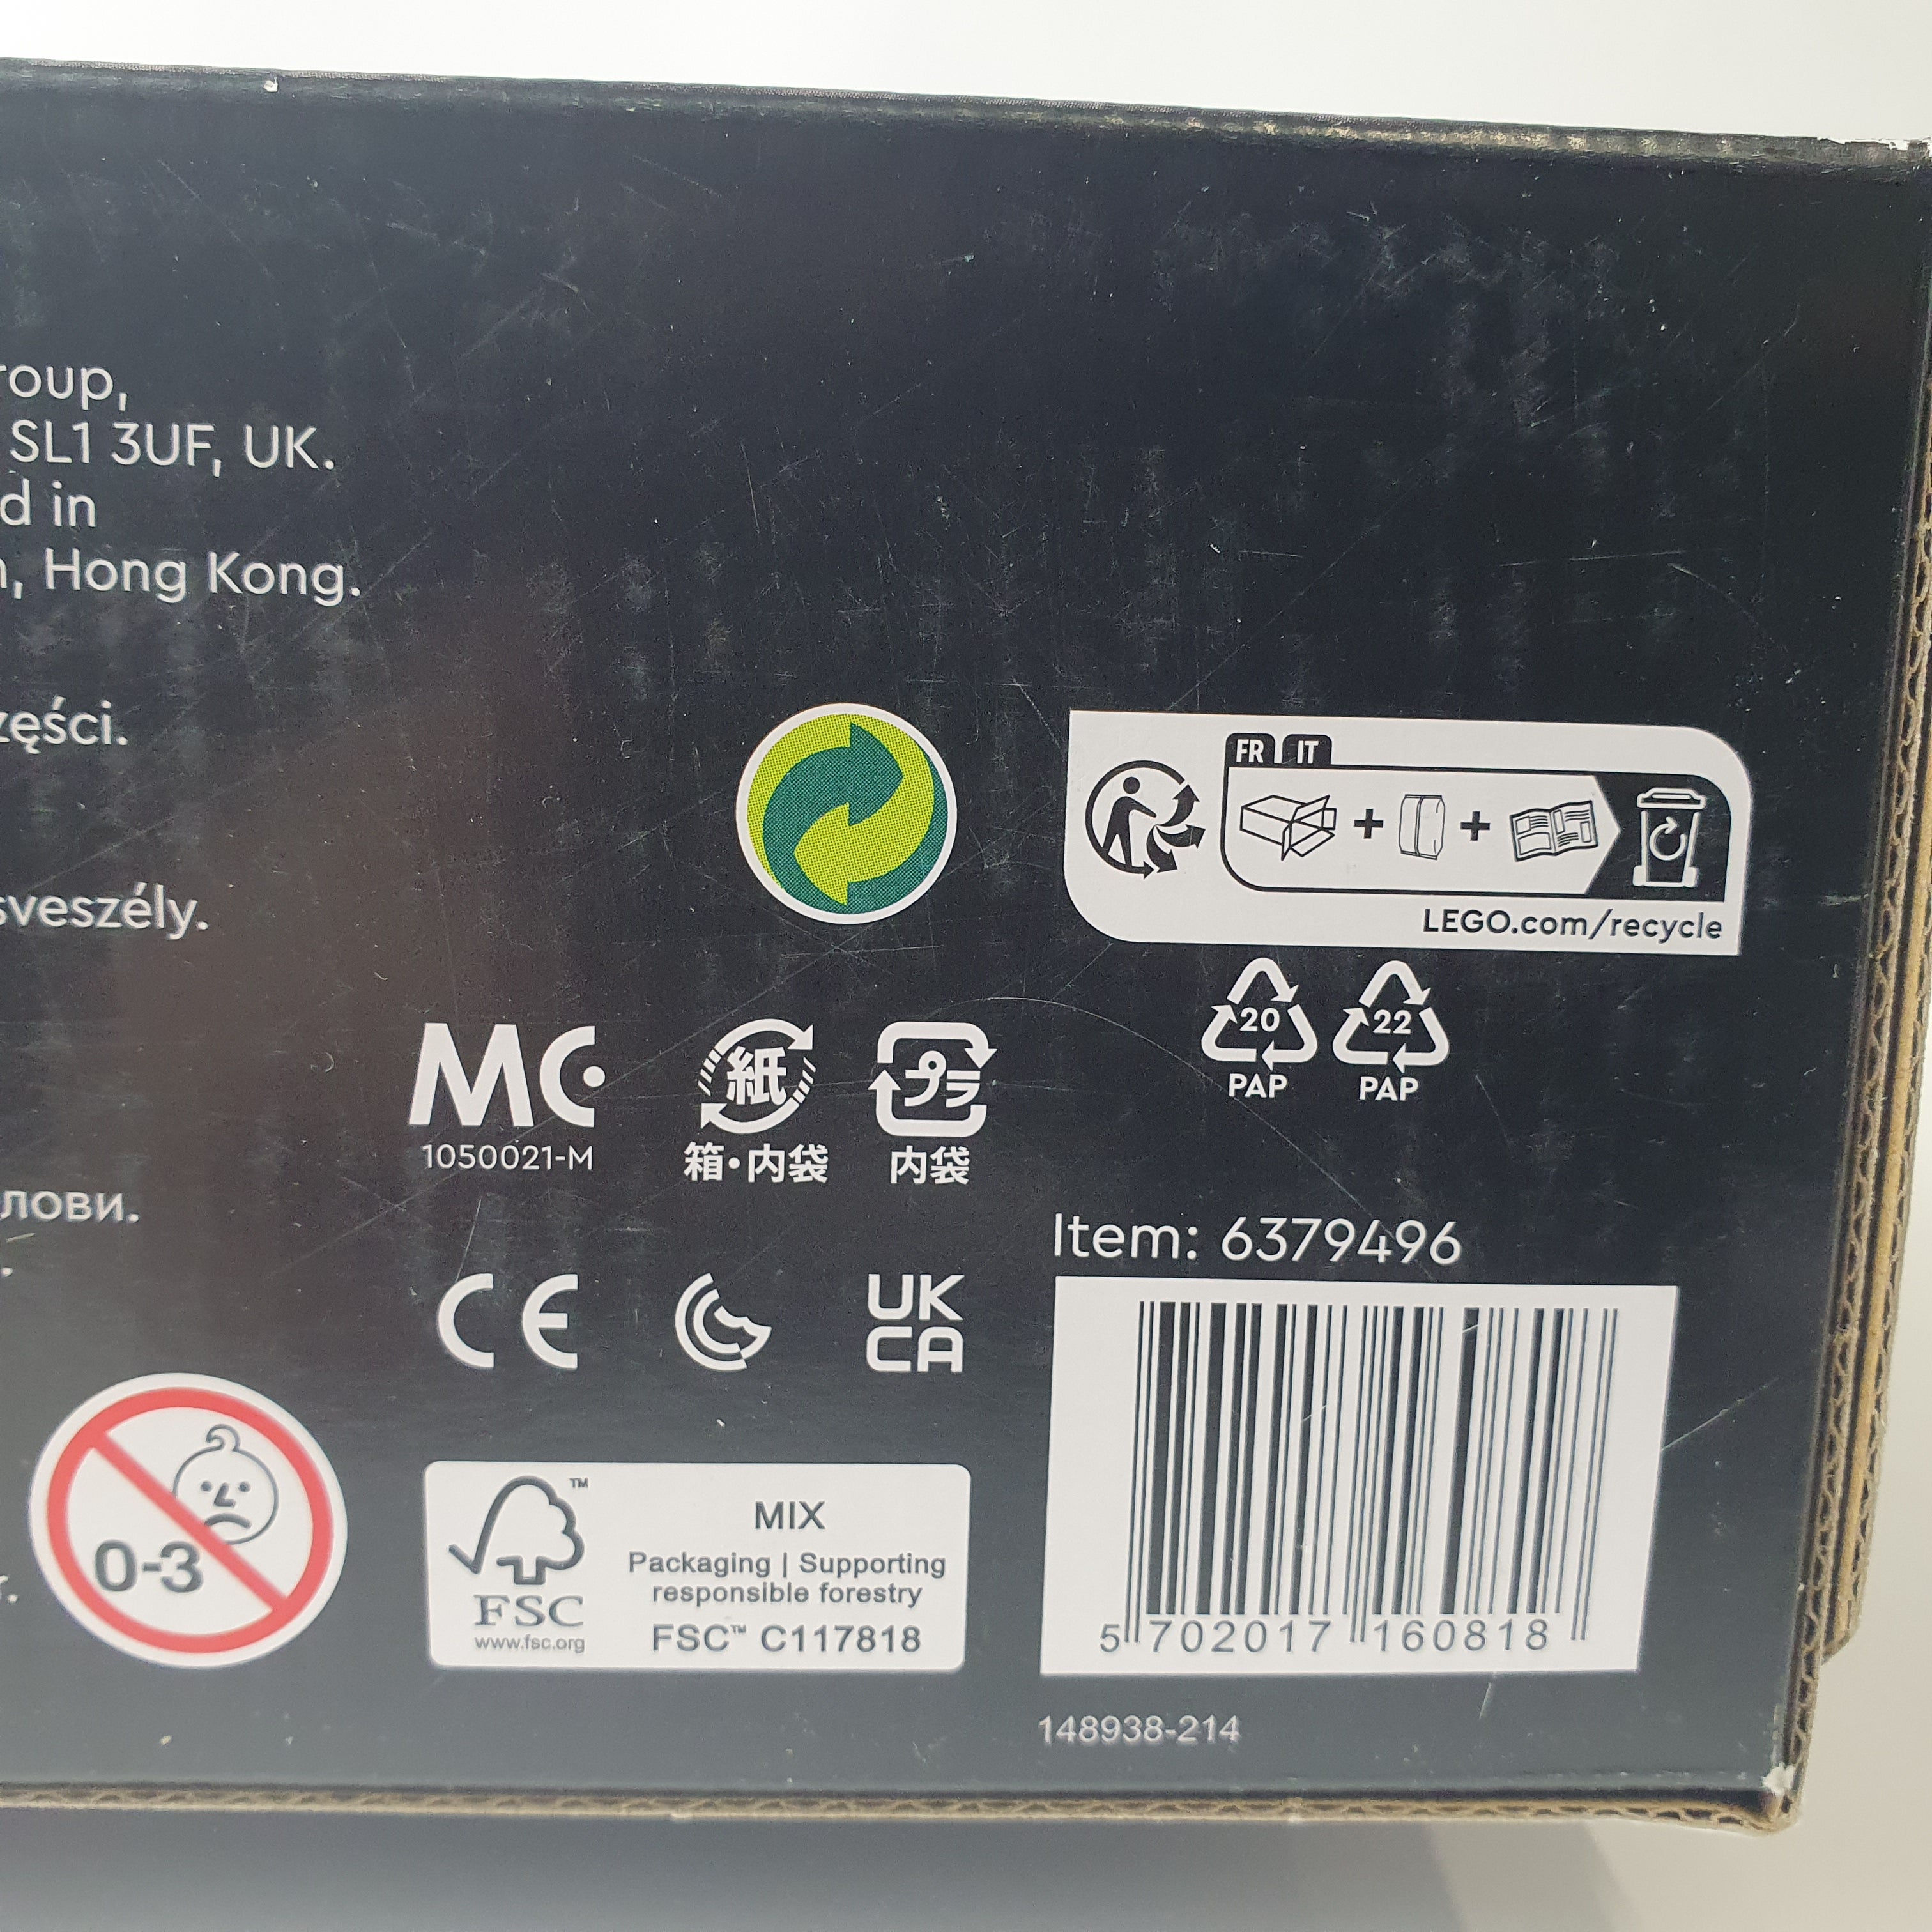 roup,
SL1 3UF, UK.
d in
, Hong Kong.
zęści.
sveszély.
FR IT
LEGO.com/recycle
20 22
PAP PAP
MC
1050021-M
紙 プラ
箱・内袋 内袋
лови.
Item: 6379496
CE
UK
CA
0-3
™
FSC
www.fsc.org
MIX
Packaging | Supporting
responsible forestry
FSC™ C117818
5 702017 160818
148938-214